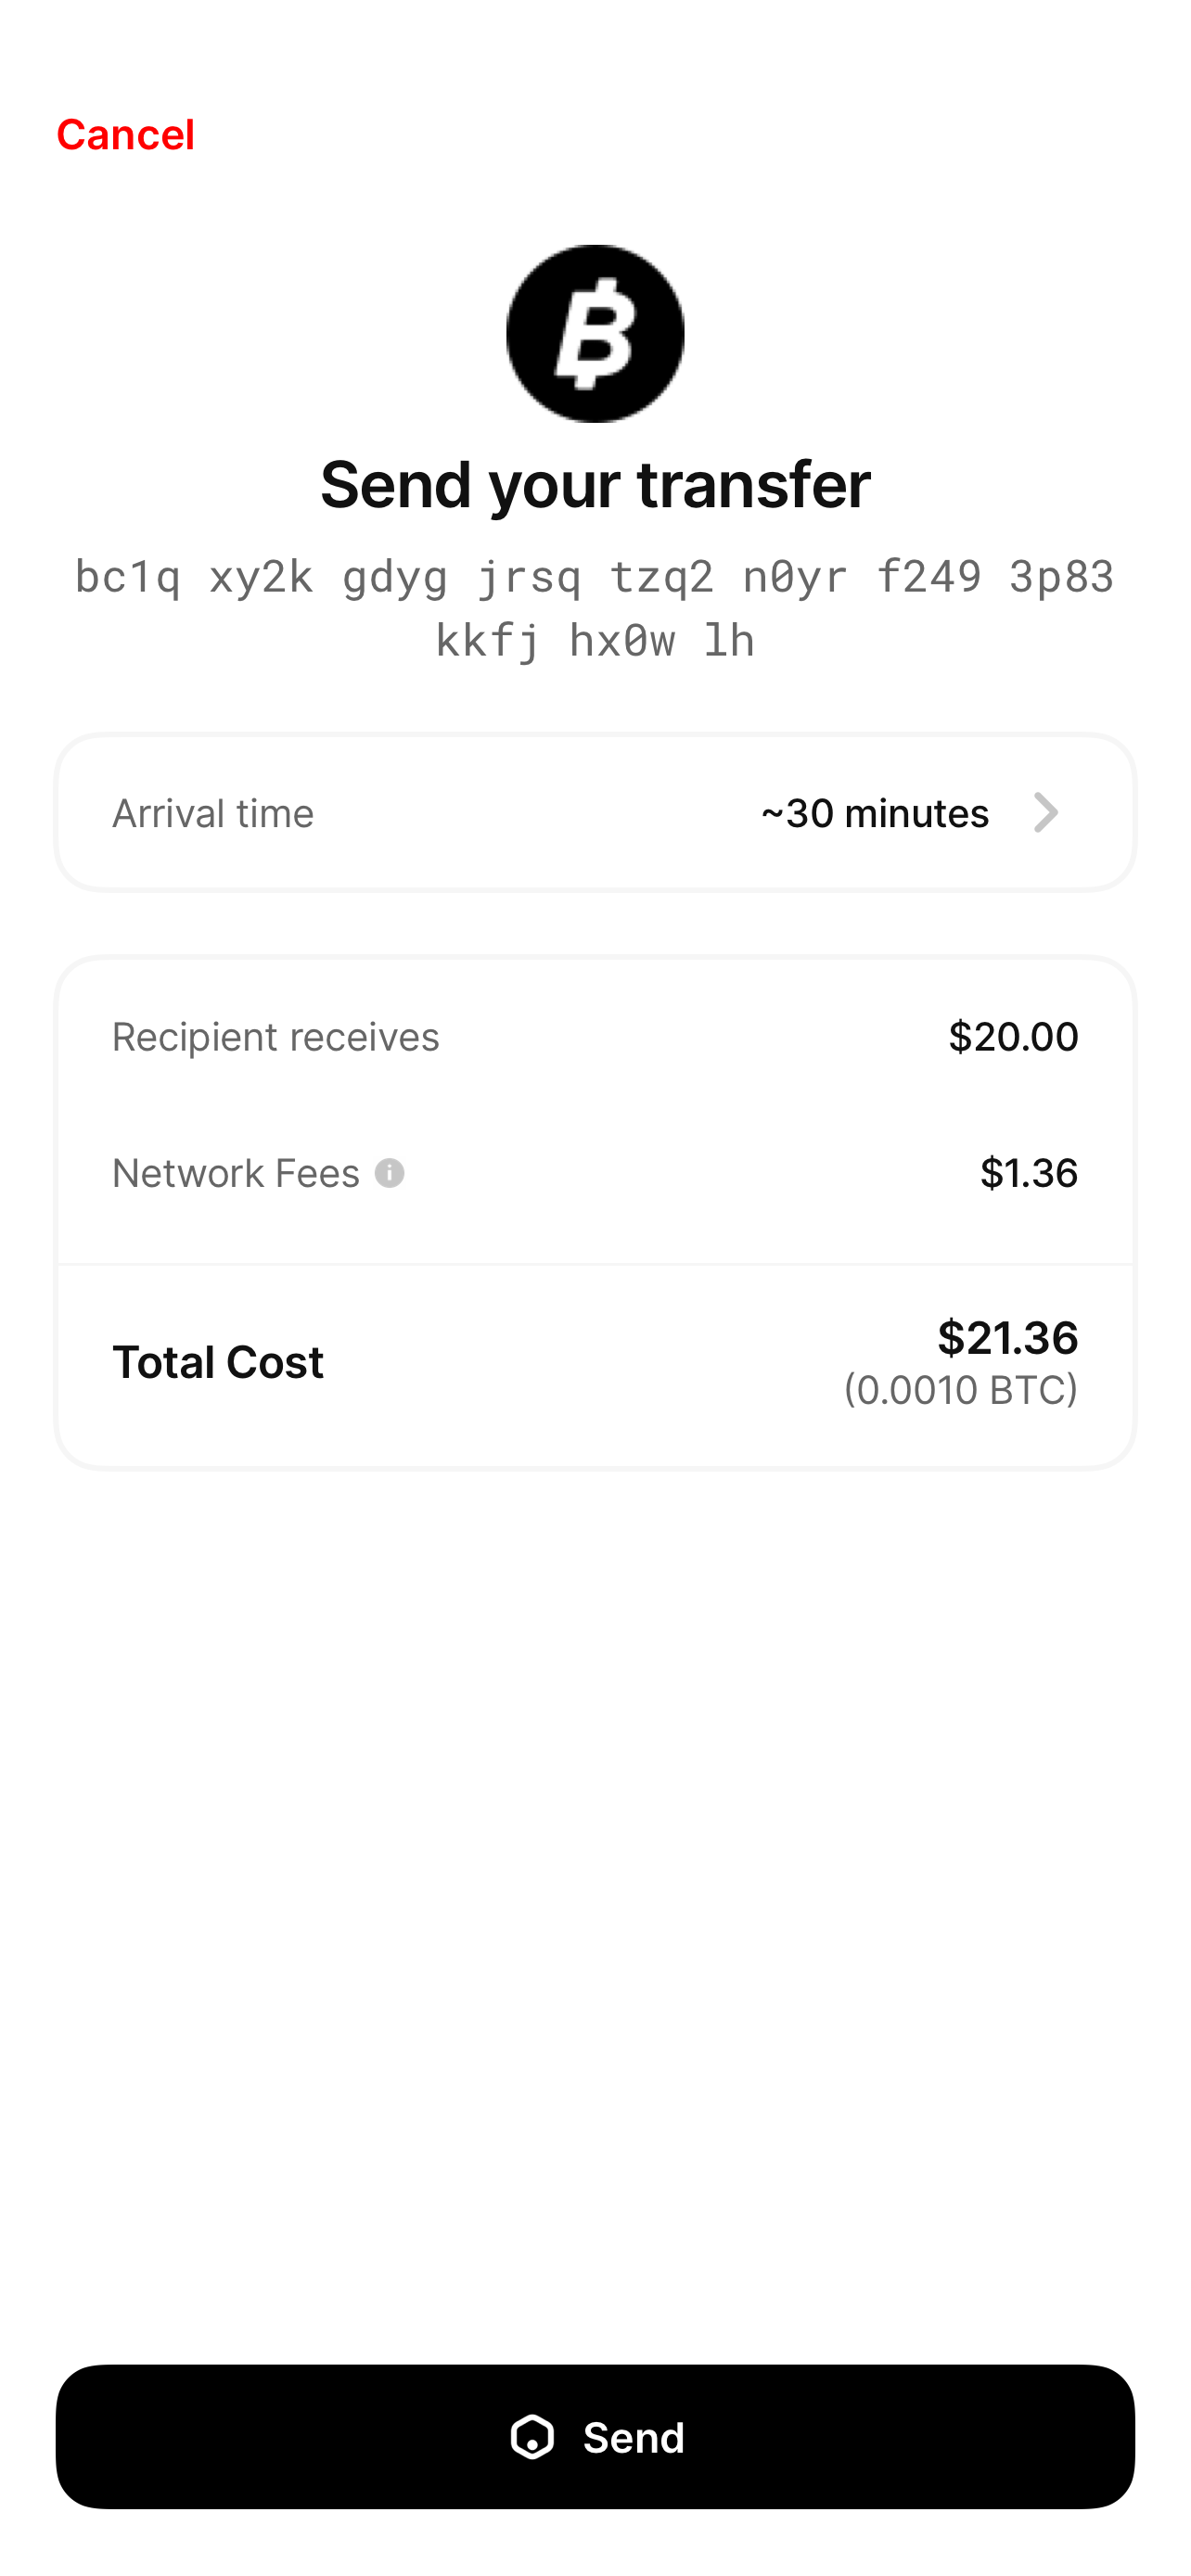 Cancel
Send your transfer
bc1q xy2k gdyg jrsq tzq2 n0yr f249 3p83
kkfj hx0w lh
Arrival time ~30 minutes
Recipient receives $20.00
Network Fees $1.36
Total Cost $21.36
(0.0010 BTC)
Send